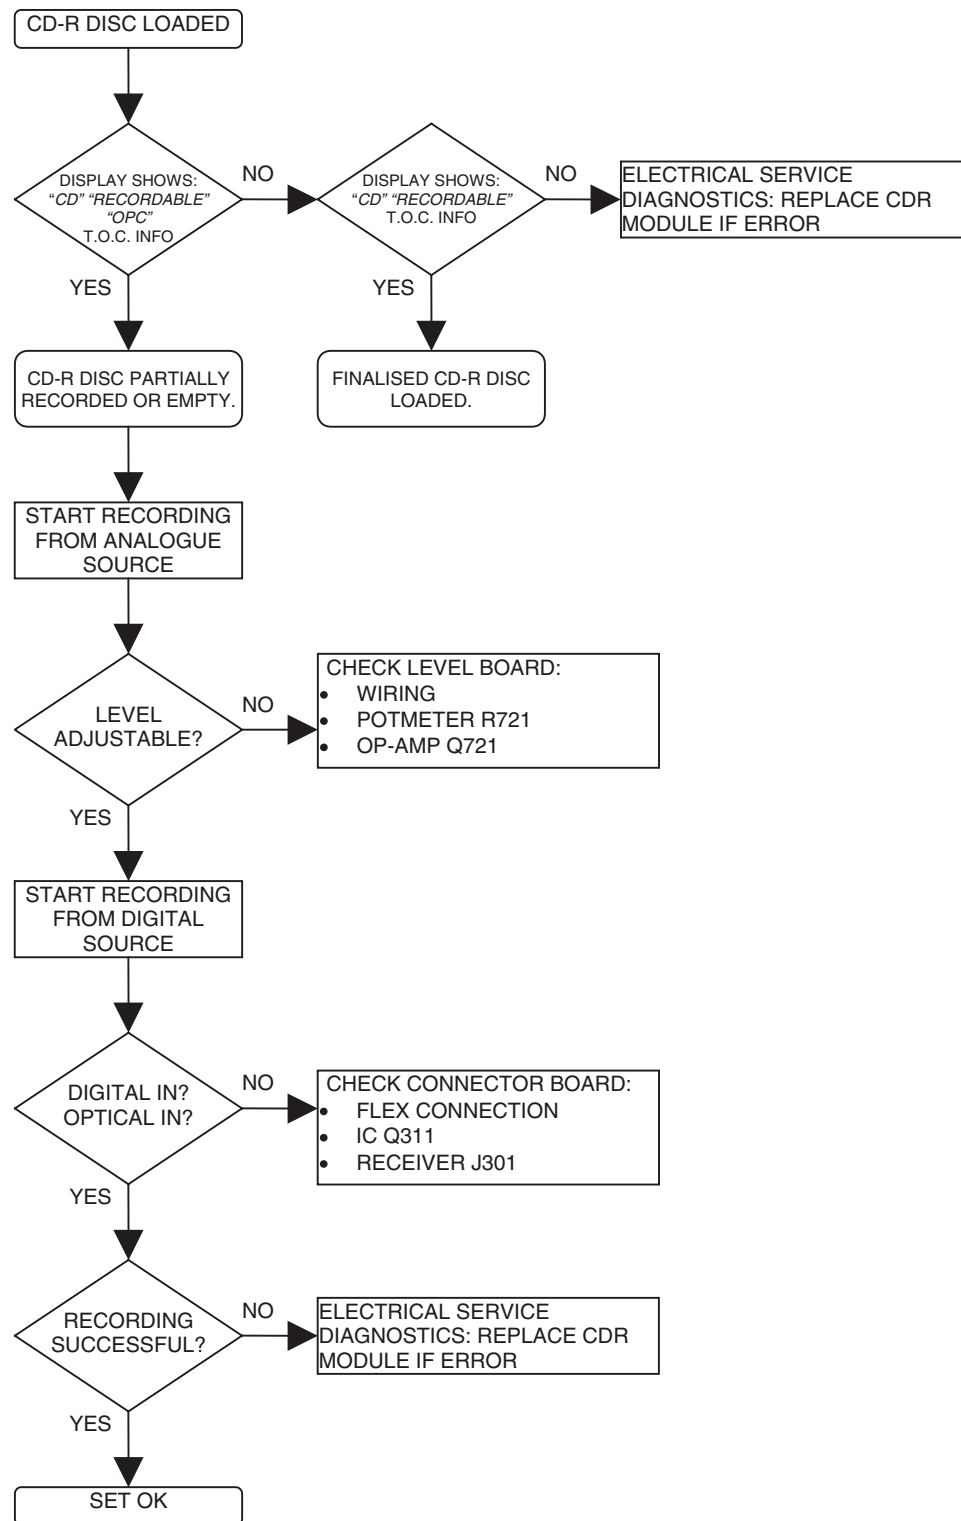 CD-R DISC LOADED
DISPLAY SHOWS:
“CD” “RECORDABLE”
“OPC”
T.O.C. INFO
NO
DISPLAY SHOWS:
“CD” “RECORDABLE”
T.O.C. INFO
NO
ELECTRICAL SERVICE
DIAGNOSTICS: REPLACE CDR
MODULE IF ERROR
YES
YES
CD-R DISC PARTIALLY
RECORDED OR EMPTY.
FINALISED CD-R DISC
LOADED.
START RECORDING
FROM ANALOGUE
SOURCE
LEVEL
ADJUSTABLE?
NO
CHECK LEVEL BOARD:
• WIRING
• POTMETER R721
• OP-AMP Q721
YES
START RECORDING
FROM DIGITAL
SOURCE
DIGITAL IN?
OPTICAL IN?
NO
CHECK CONNECTOR BOARD:
• FLEX CONNECTION
• IC Q311
• RECEIVER J301
YES
RECORDING
SUCCESSFUL?
NO
ELECTRICAL SERVICE
DIAGNOSTICS: REPLACE CDR
MODULE IF ERROR
YES
SET OK